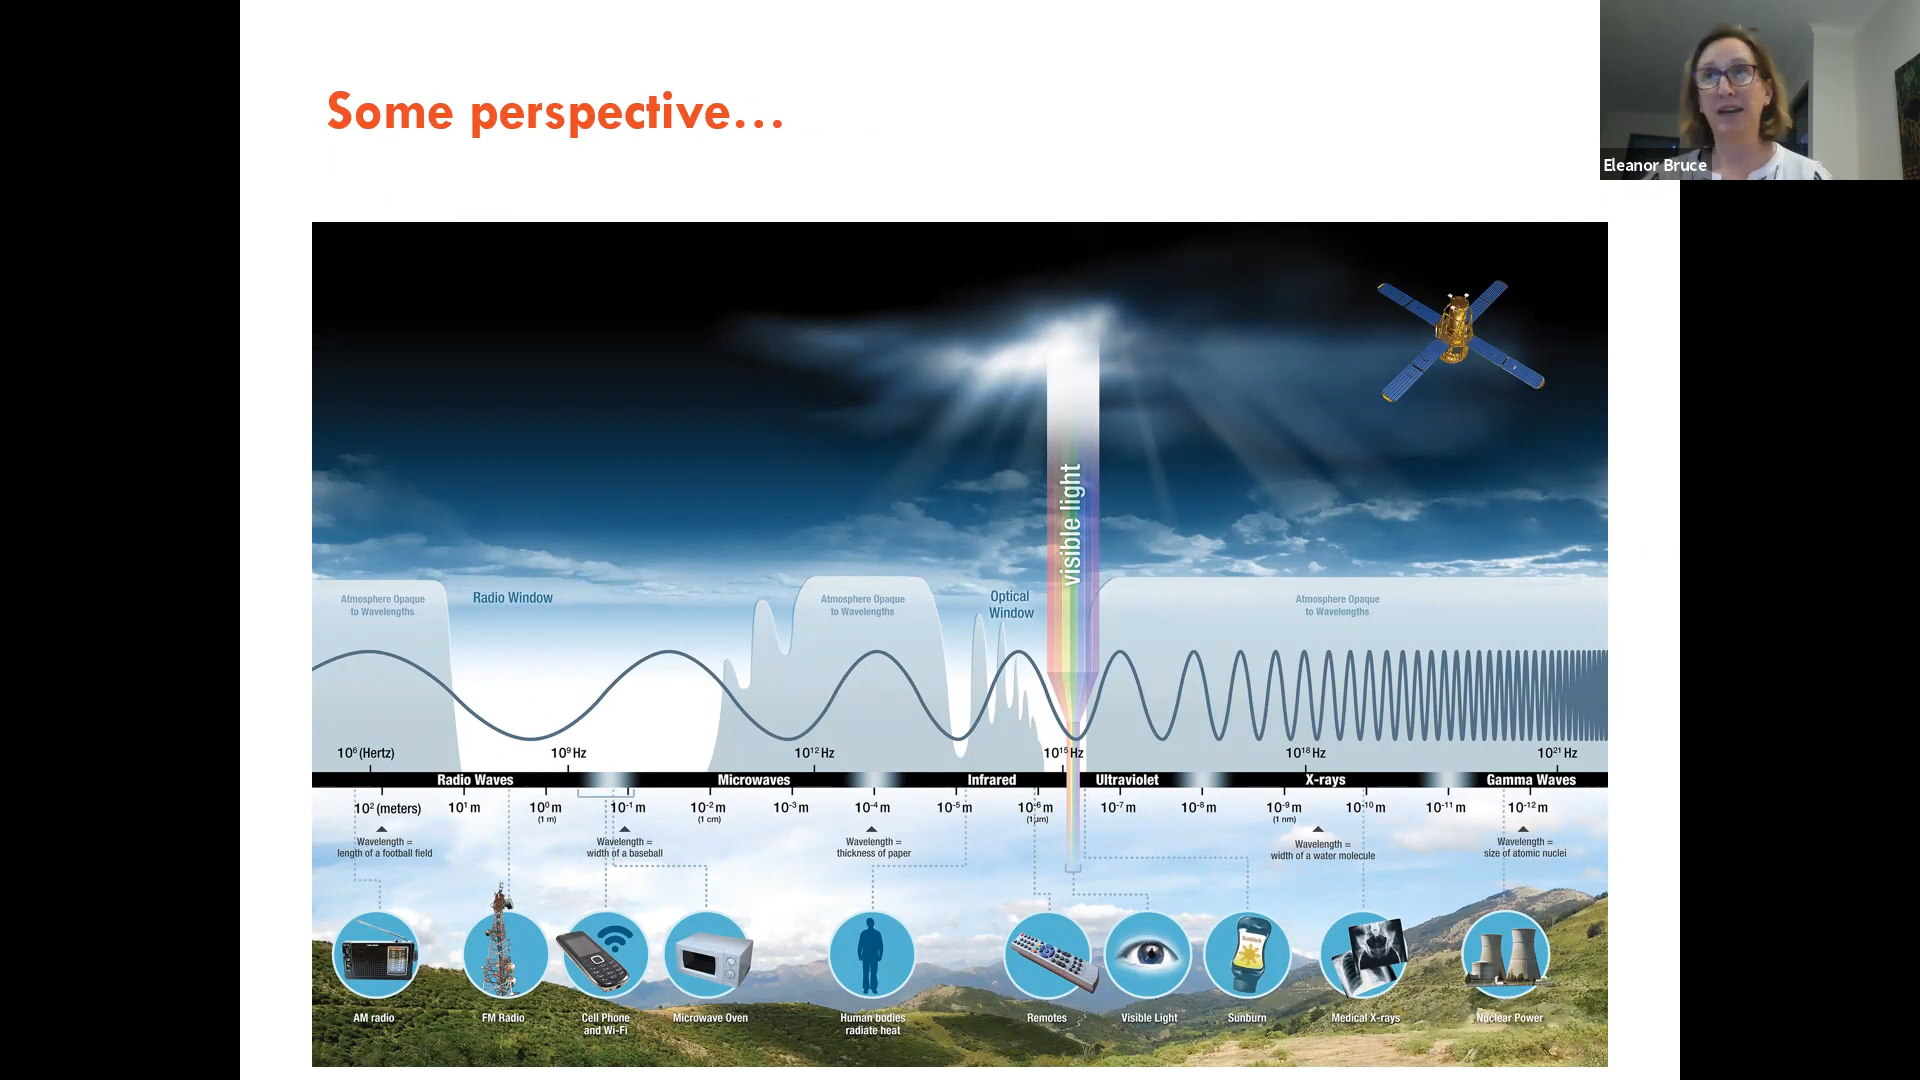 Some perspective...
Eleanor Bruce
visible light
Atmosphere Opaque
to Wavelengths
Radio Window
Atmosphere Opaque
to Wavelengths
Optical
Window
Atmosphere Opaque
to Wavelengths
10⁶ (Hertz) 10⁹ Hz 10¹² Hz 10¹⁵ Hz 10¹⁸ Hz 10²¹ Hz
Radio Waves Microwaves Infrared Ultraviolet X-rays Gamma Waves
10² (meters) 10¹ m 10⁰ m 10⁻¹ m 10⁻² m 10⁻³ m 10⁻⁴ m 10⁻⁵ m 10⁻⁶ m 10⁻⁷ m 10⁻⁸ m 10⁻⁹ m 10⁻¹⁰ m 10⁻¹¹ m 10⁻¹² m
(1 m) (1 cm) (1µm) (1 nm)
Wavelength =
length of a football field
Wavelength =
width of a baseball
Wavelength =
thickness of paper
Wavelength =
width of a water molecule
Wavelength =
size of atomic nuclei
AM radio
FM Radio
Cell Phone
and Wi-Fi
Microwave Oven
Human bodies
radiate heat
Remotes
Visible Light
Sunburn
Medical X-rays
Nuclear Power